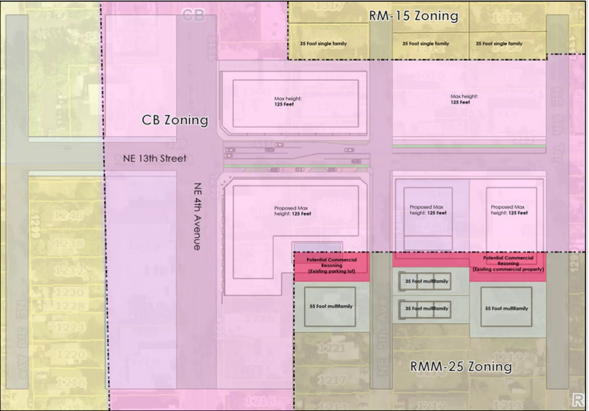 CB
RM-15 Zoning
35 Foot single family
35 Foot single family
35 Foot single family
Max height:
125 Feet
Max height:
125 Feet
CB Zoning
NE 13th Street
NE 4th Avenue
Proposed Max
height: 125 Feet
Proposed Max
height: 125 Feet
Proposed Max
height: 125 Feet
Potential Commercial
Rezoning
(Existing parking lot)
Potential Commercial
Rezoning
(Existing commercial property)
35 Foot multifamily
35 Foot multifamily
55 Foot multifamily
55 Foot multifamily
1221
1217
RMM-25 Zoning
R